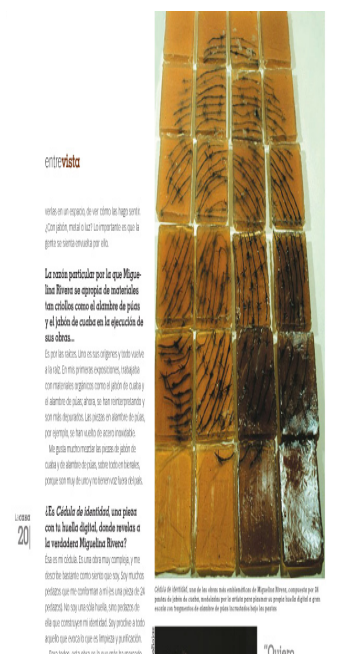 entrevista
verlas en un espacio, de ver cómo las hago sentir.
¿Con jabón, metal o luz? Lo importante es que la
gente se sienta envuelta por ello.
La razón particular por la que Migue-
lina Rivera se apropia de materiales
tan criollos como el alambre de púas
y el jabón de cuaba en la ejecución de
sus obras...
Es por las raíces. Uno es sus orígenes y todo vuelve
a la raíz. En mis primeras exposiciones, trabajaba
con materiales orgánicos como el jabón de cuaba y
el alambre de púas; ahora, se han reinterpretando y
son más depurados. Las piezas en alambre de púas,
por ejemplo, se han vuelto de acero inoxidable.
Me gusta mucho mezclar las piezas de jabón de
cuaba y de alambre de púas, sobre todo en bienales,
porque son muy de uno y no tienen voz fuera del país.
¿Es Cédula de identidad, una pieza
con tu huella digital, donde revelas a
la verdadera Miguelina Rivera?
Esa es mi cédula. Es una obra muy compleja, y me
describe bastante como siento que soy. Soy muchos
pedazos que me conforman a mí (es una pieza de 24
pedazos). No soy una sóla huella, sino pedazos de
ella que construyen mi identidad. Soy proclive a todo
aquello que evoca lo que es limpieza y purificación.
casa
20
Cédula de identidad, una de las obras más emblemáticas de Miguelina Rivera, compuesta por 28
pastas de jabón de cuaba, moduladas por la artista para plasmar su propia huella digital a gran
escala con fragmentos de alambre de púas incrustados bajo las pastas
"Quiero